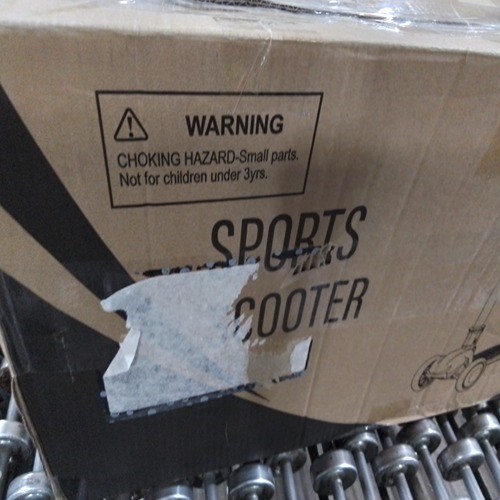 WARNING
CHOKING HAZARD-Small parts.
Not for children under 3yrs.
SPORTS
COOTER